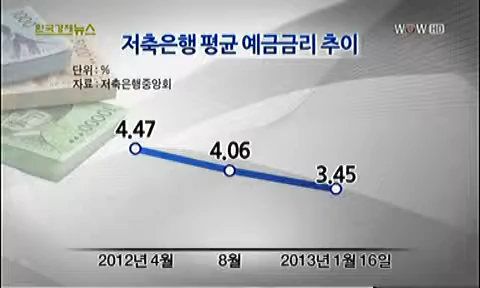 한국경제뉴스
WOW HD
저축은행 평균 예금금리 추이
단위 : %
자료 : 저축은행중앙회
4.47
4.06
3.45
2012년 4월 8월 2013년 1월 16일